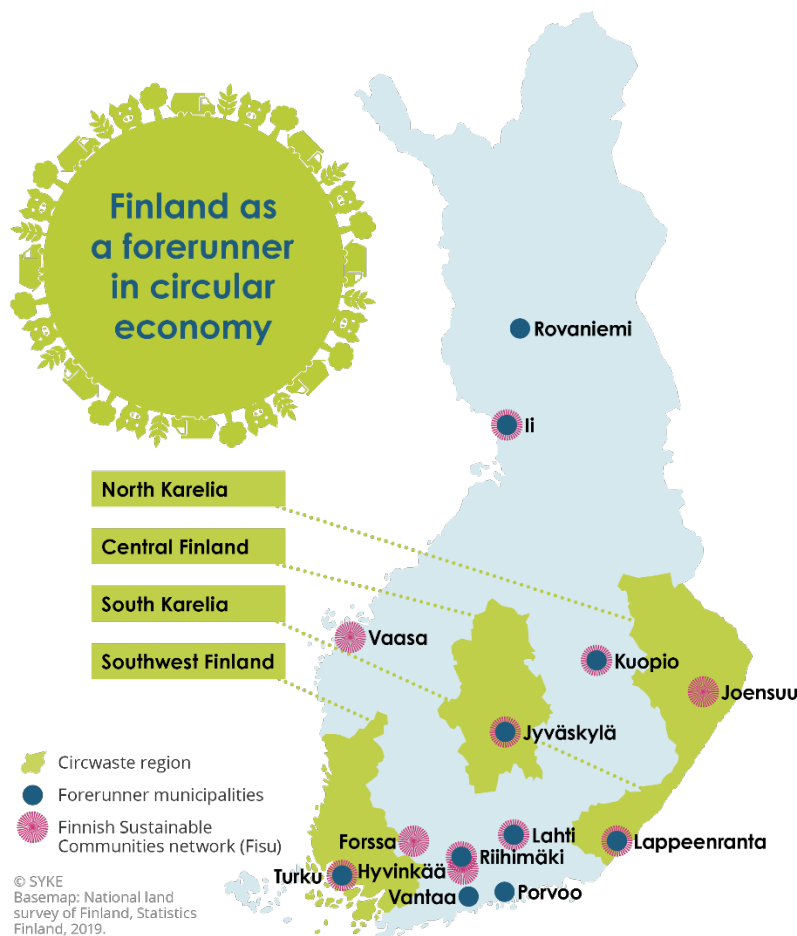 Finland as
a forerunner
in circular
economy
Rovaniemi
Ii
North Karelia
Central Finland
South Karelia
Southwest Finland
Vaasa
Kuopio
Joensuu
Jyväskylä
Circwaste region
Forerunner municipalities
Finnish Sustainable
Communities network (Fisu)
Forssa
Lahti
Lappeenranta
Riihimäki
Hyvinkää
Turku
Vantaa
Porvoo
© SYKE
Basemap: National land
survey of Finland, Statistics
Finland, 2019.